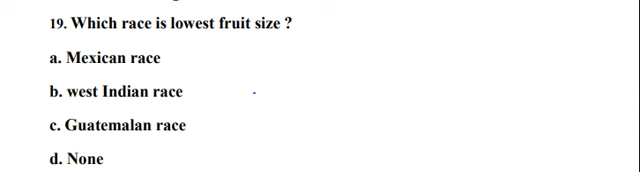 19. Which race is lowest fruit size ?
a. Mexican race
b. west Indian race
c. Guatemalan race
d. None